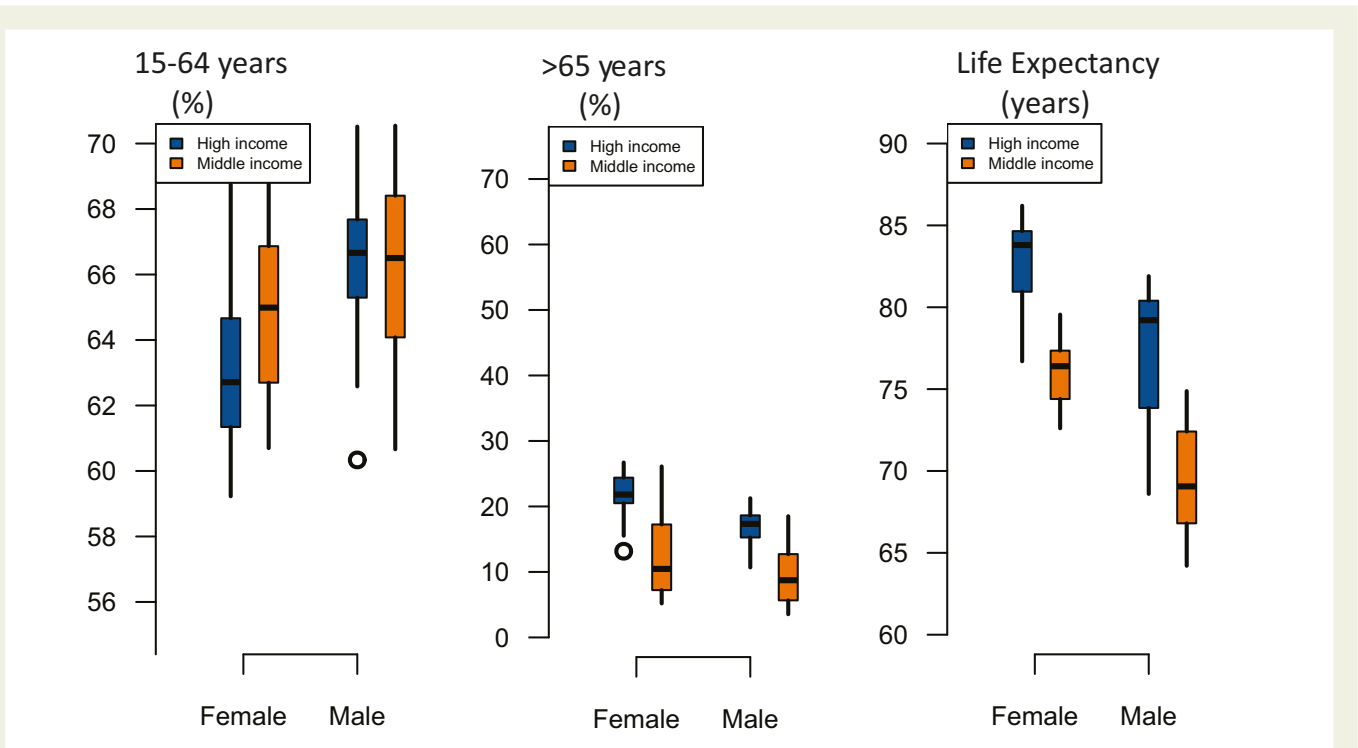 15-64 years
(%)
High income
Middle income
70
68
66
64
62
60
58
56
Female Male
>65 years
(%)
High income
Middle income
70
60
50
40
30
20
10
0
Female Male
Life Expectancy
(years)
High income
Middle income
90
85
80
75
70
65
60
Female Male